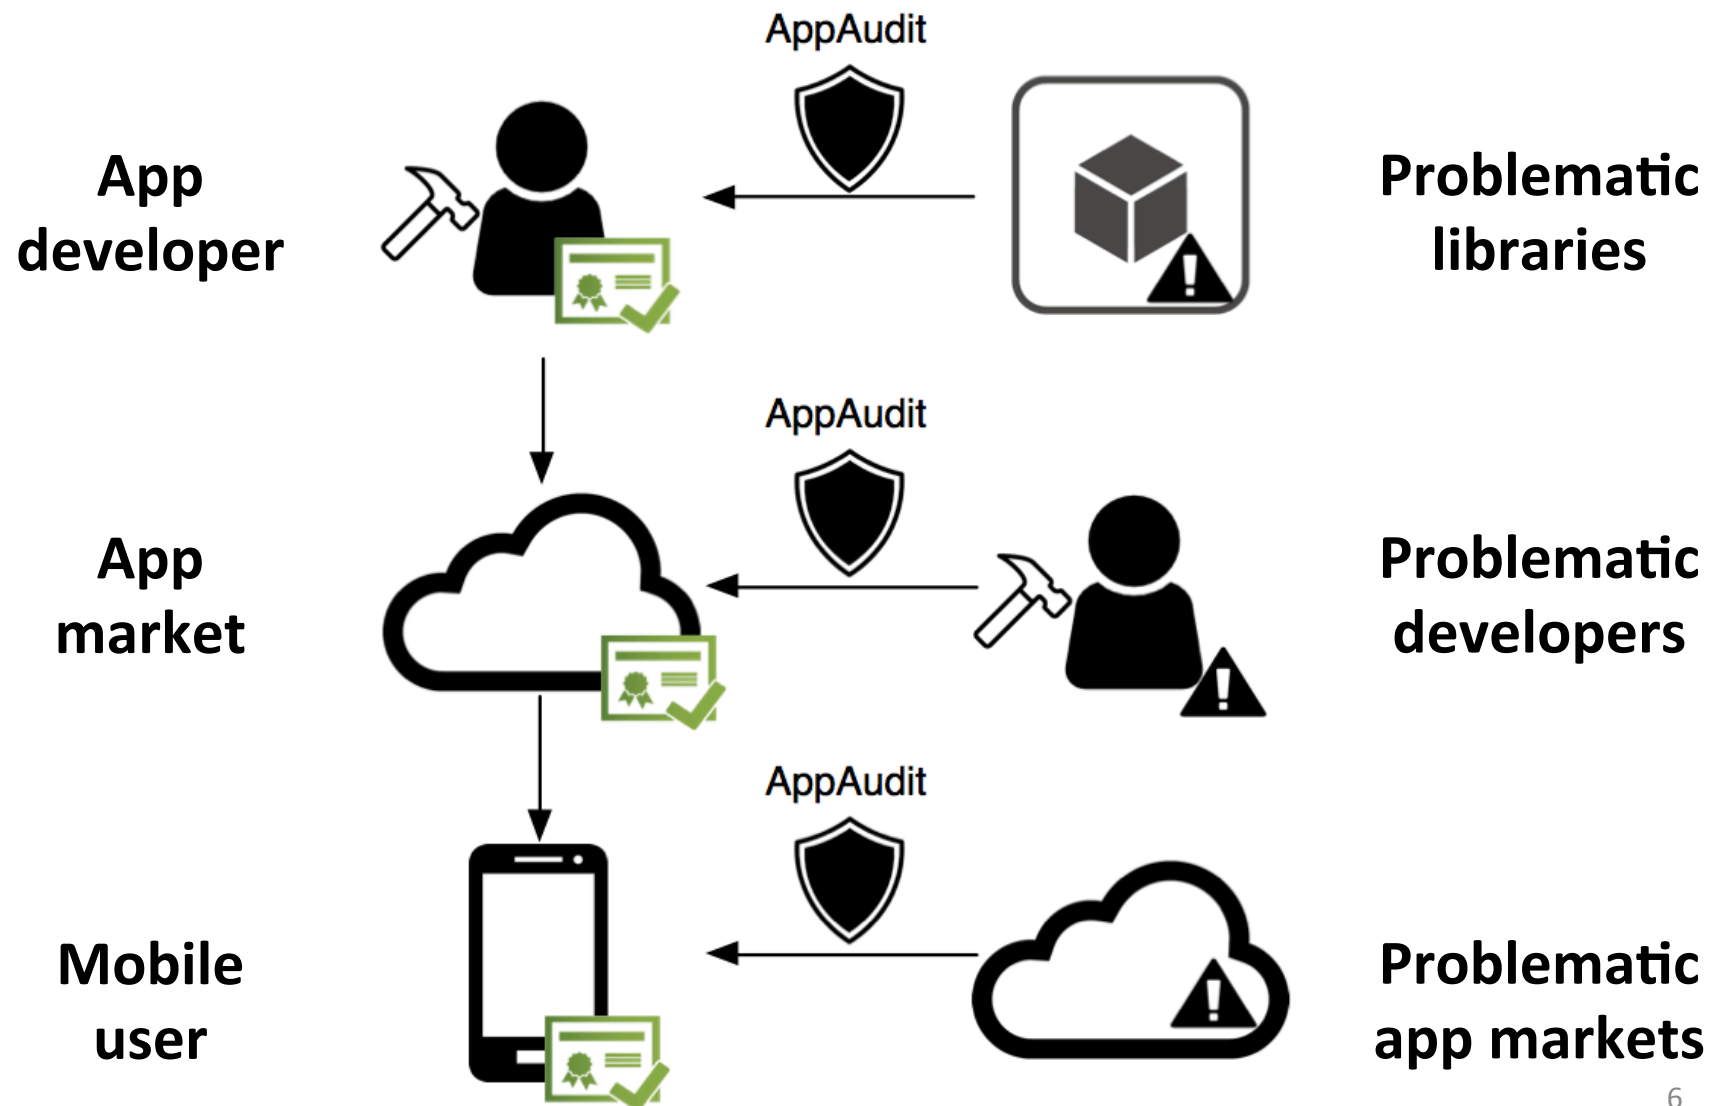 AppAudit
App
developer
Problematic
libraries
AppAudit
App
market
Problematic
developers
AppAudit
Mobile
user
Problematic
app markets
6